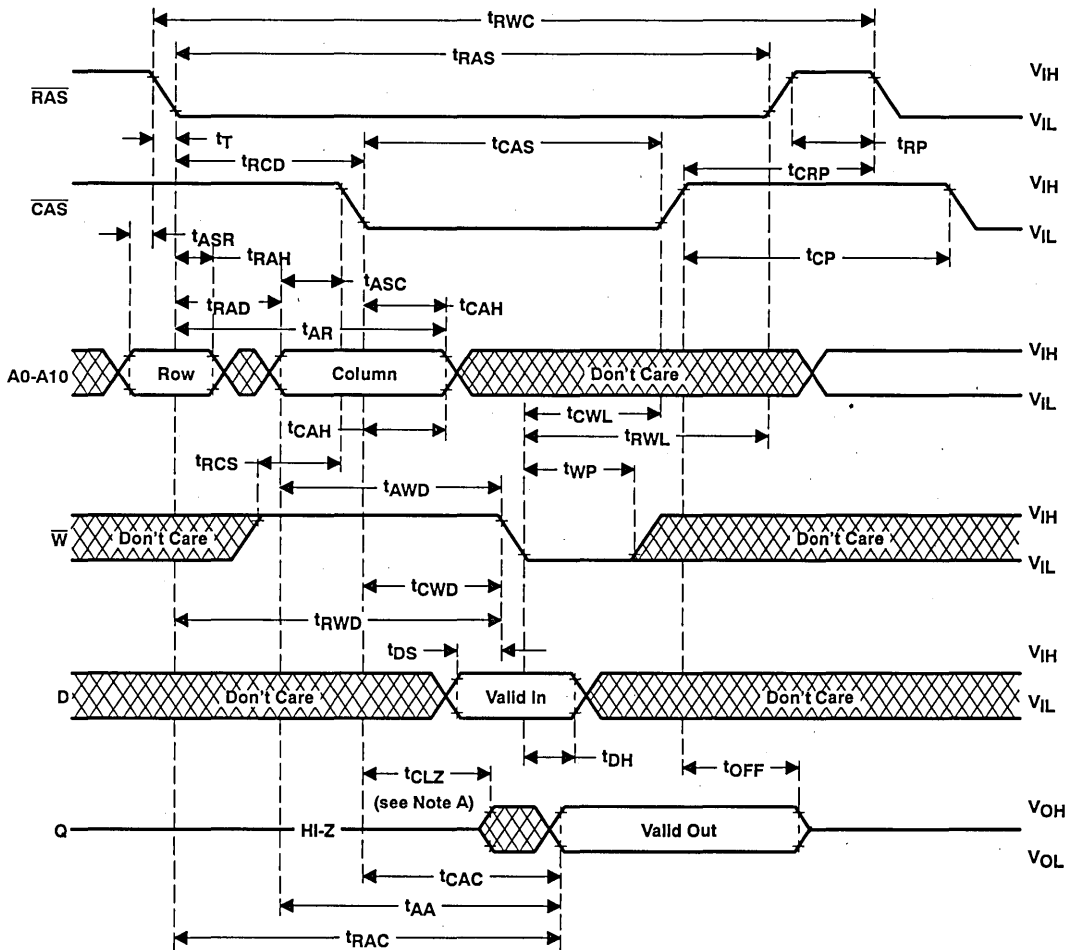 tRWC
tRAS
RAS
VIH
VIL
tT
tRCD
tCAS
tRP
tCRP
CAS
VIH
VIL
tASR
tRAH
tASC
tCP
tRAD
tCAH
tAR
A0-A10
Row
Column
Don't Care
VIH
VIL
tCWL
tCAH
tRWL
tRCS
tWP
tAWD
W
Don't Care
Don't Care
VIH
VIL
tCWD
tRWD
tDS
D
Don't Care
Valid In
Don't Care
VIH
VIL
tDH
tCLZ
tOFF
(see Note A)
Q
HI-Z
Valid Out
VOH
VOL
tCAC
tAA
tRAC